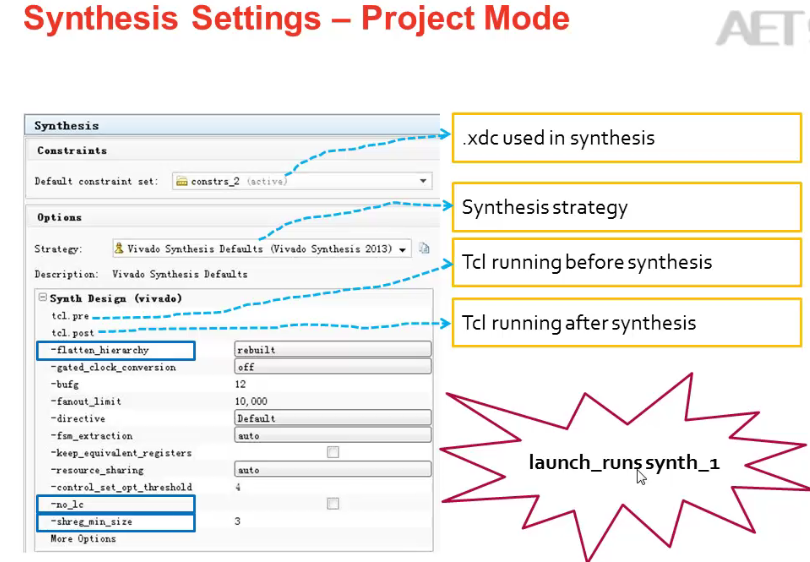 Synthesis Settings – Project Mode
AET
Synthesis
Constraints
Default constraint set: constrs_2 (active)
.xdc used in synthesis
Options
Synthesis strategy
Strategy: Vivado Synthesis Defaults (Vivado Synthesis 2013)
Description: Vivado Synthesis Defaults
Tcl running before synthesis
Synth Design (vivado)
tcl.pre
tcl.post
Tcl running after synthesis
-flatten_hierarchy rebuilt
-gated_clock_conversion off
-bufg 12
-fanout_limit 10,000
-directive Default
-fsm_extraction auto
-keep_equivalent_registers
-resource_sharing auto
-control_set_opt_threshold 4
-no_lc
-shreg_min_size 3
More Options
launch_runs synth_1